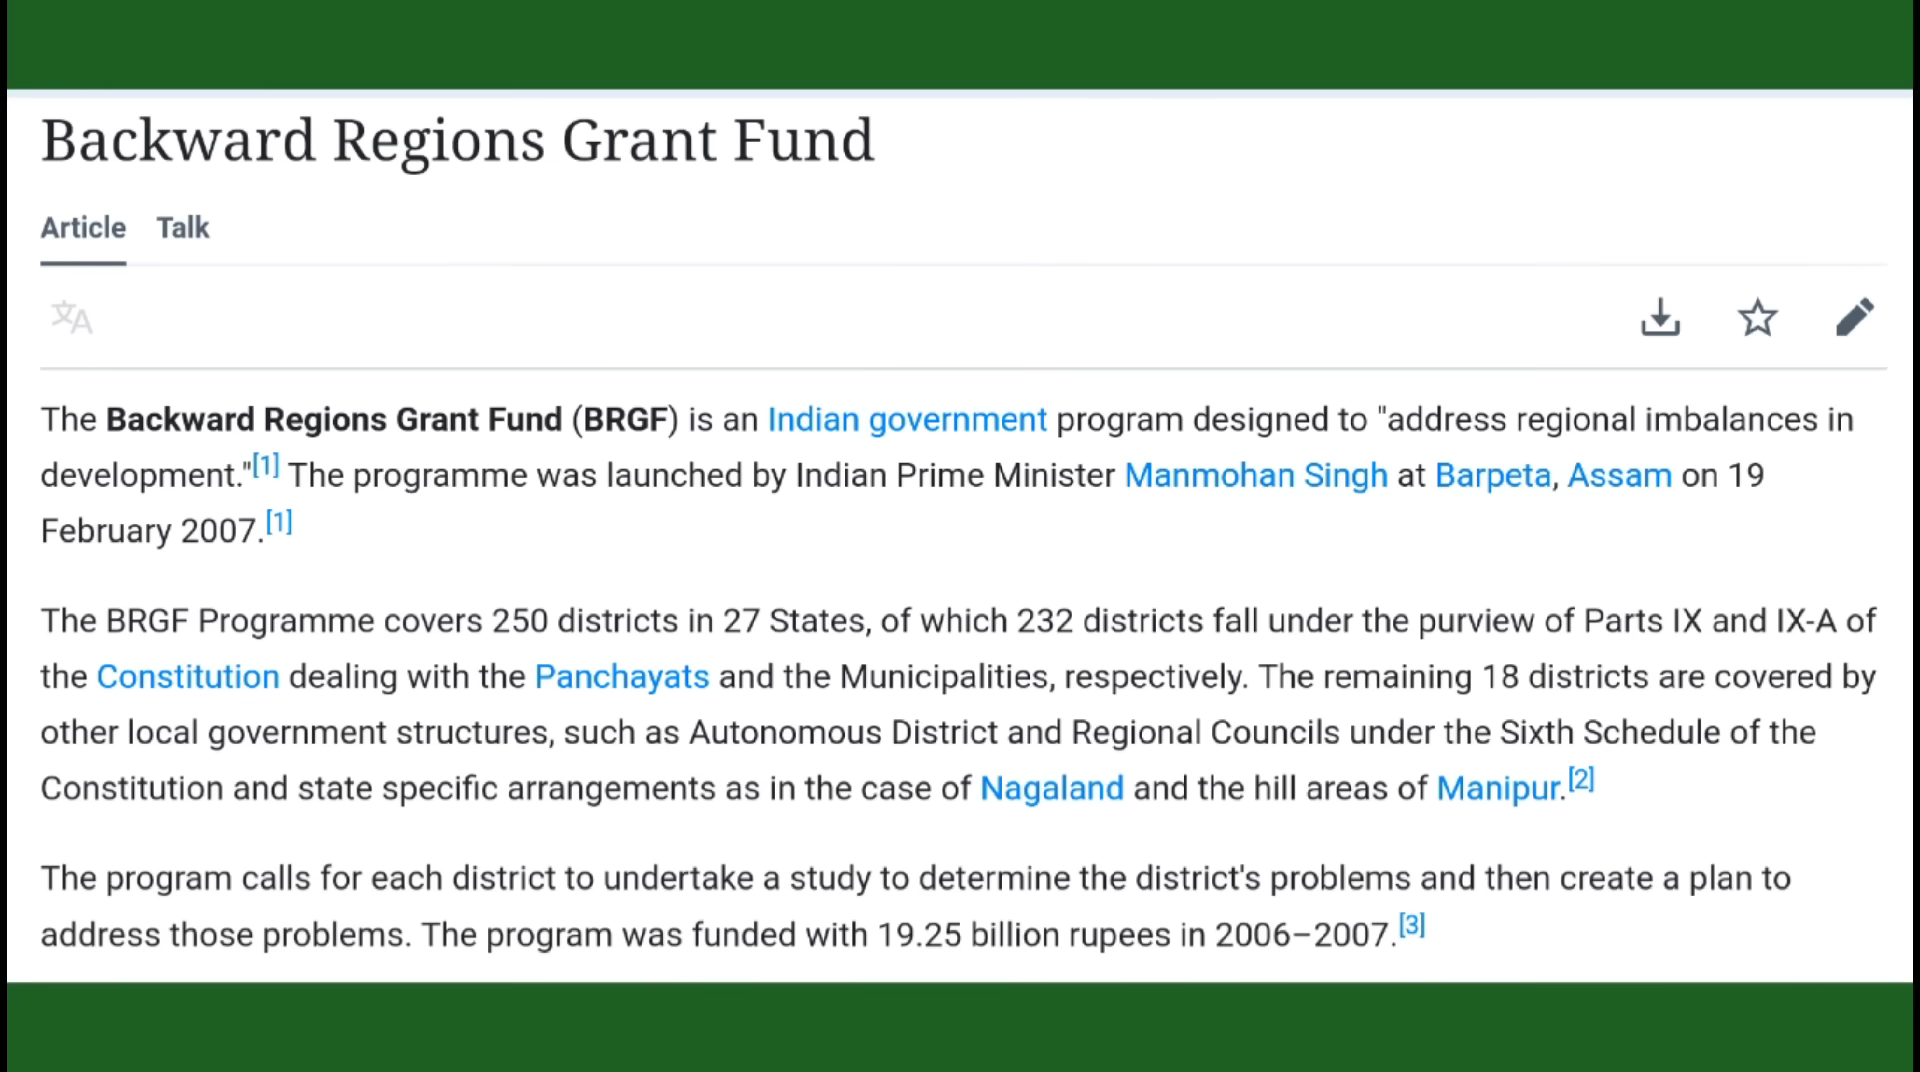 Backward Regions Grant Fund
Article Talk
文A
The Backward Regions Grant Fund (BRGF) is an Indian government program designed to "address regional imbalances in
development."[1] The programme was launched by Indian Prime Minister Manmohan Singh at Barpeta, Assam on 19
February 2007.[1]
The BRGF Programme covers 250 districts in 27 States, of which 232 districts fall under the purview of Parts IX and IX-A of
the Constitution dealing with the Panchayats and the Municipalities, respectively. The remaining 18 districts are covered by
other local government structures, such as Autonomous District and Regional Councils under the Sixth Schedule of the
Constitution and state specific arrangements as in the case of Nagaland and the hill areas of Manipur.[2]
The program calls for each district to undertake a study to determine the district's problems and then create a plan to
address those problems. The program was funded with 19.25 billion rupees in 2006–2007.[3]